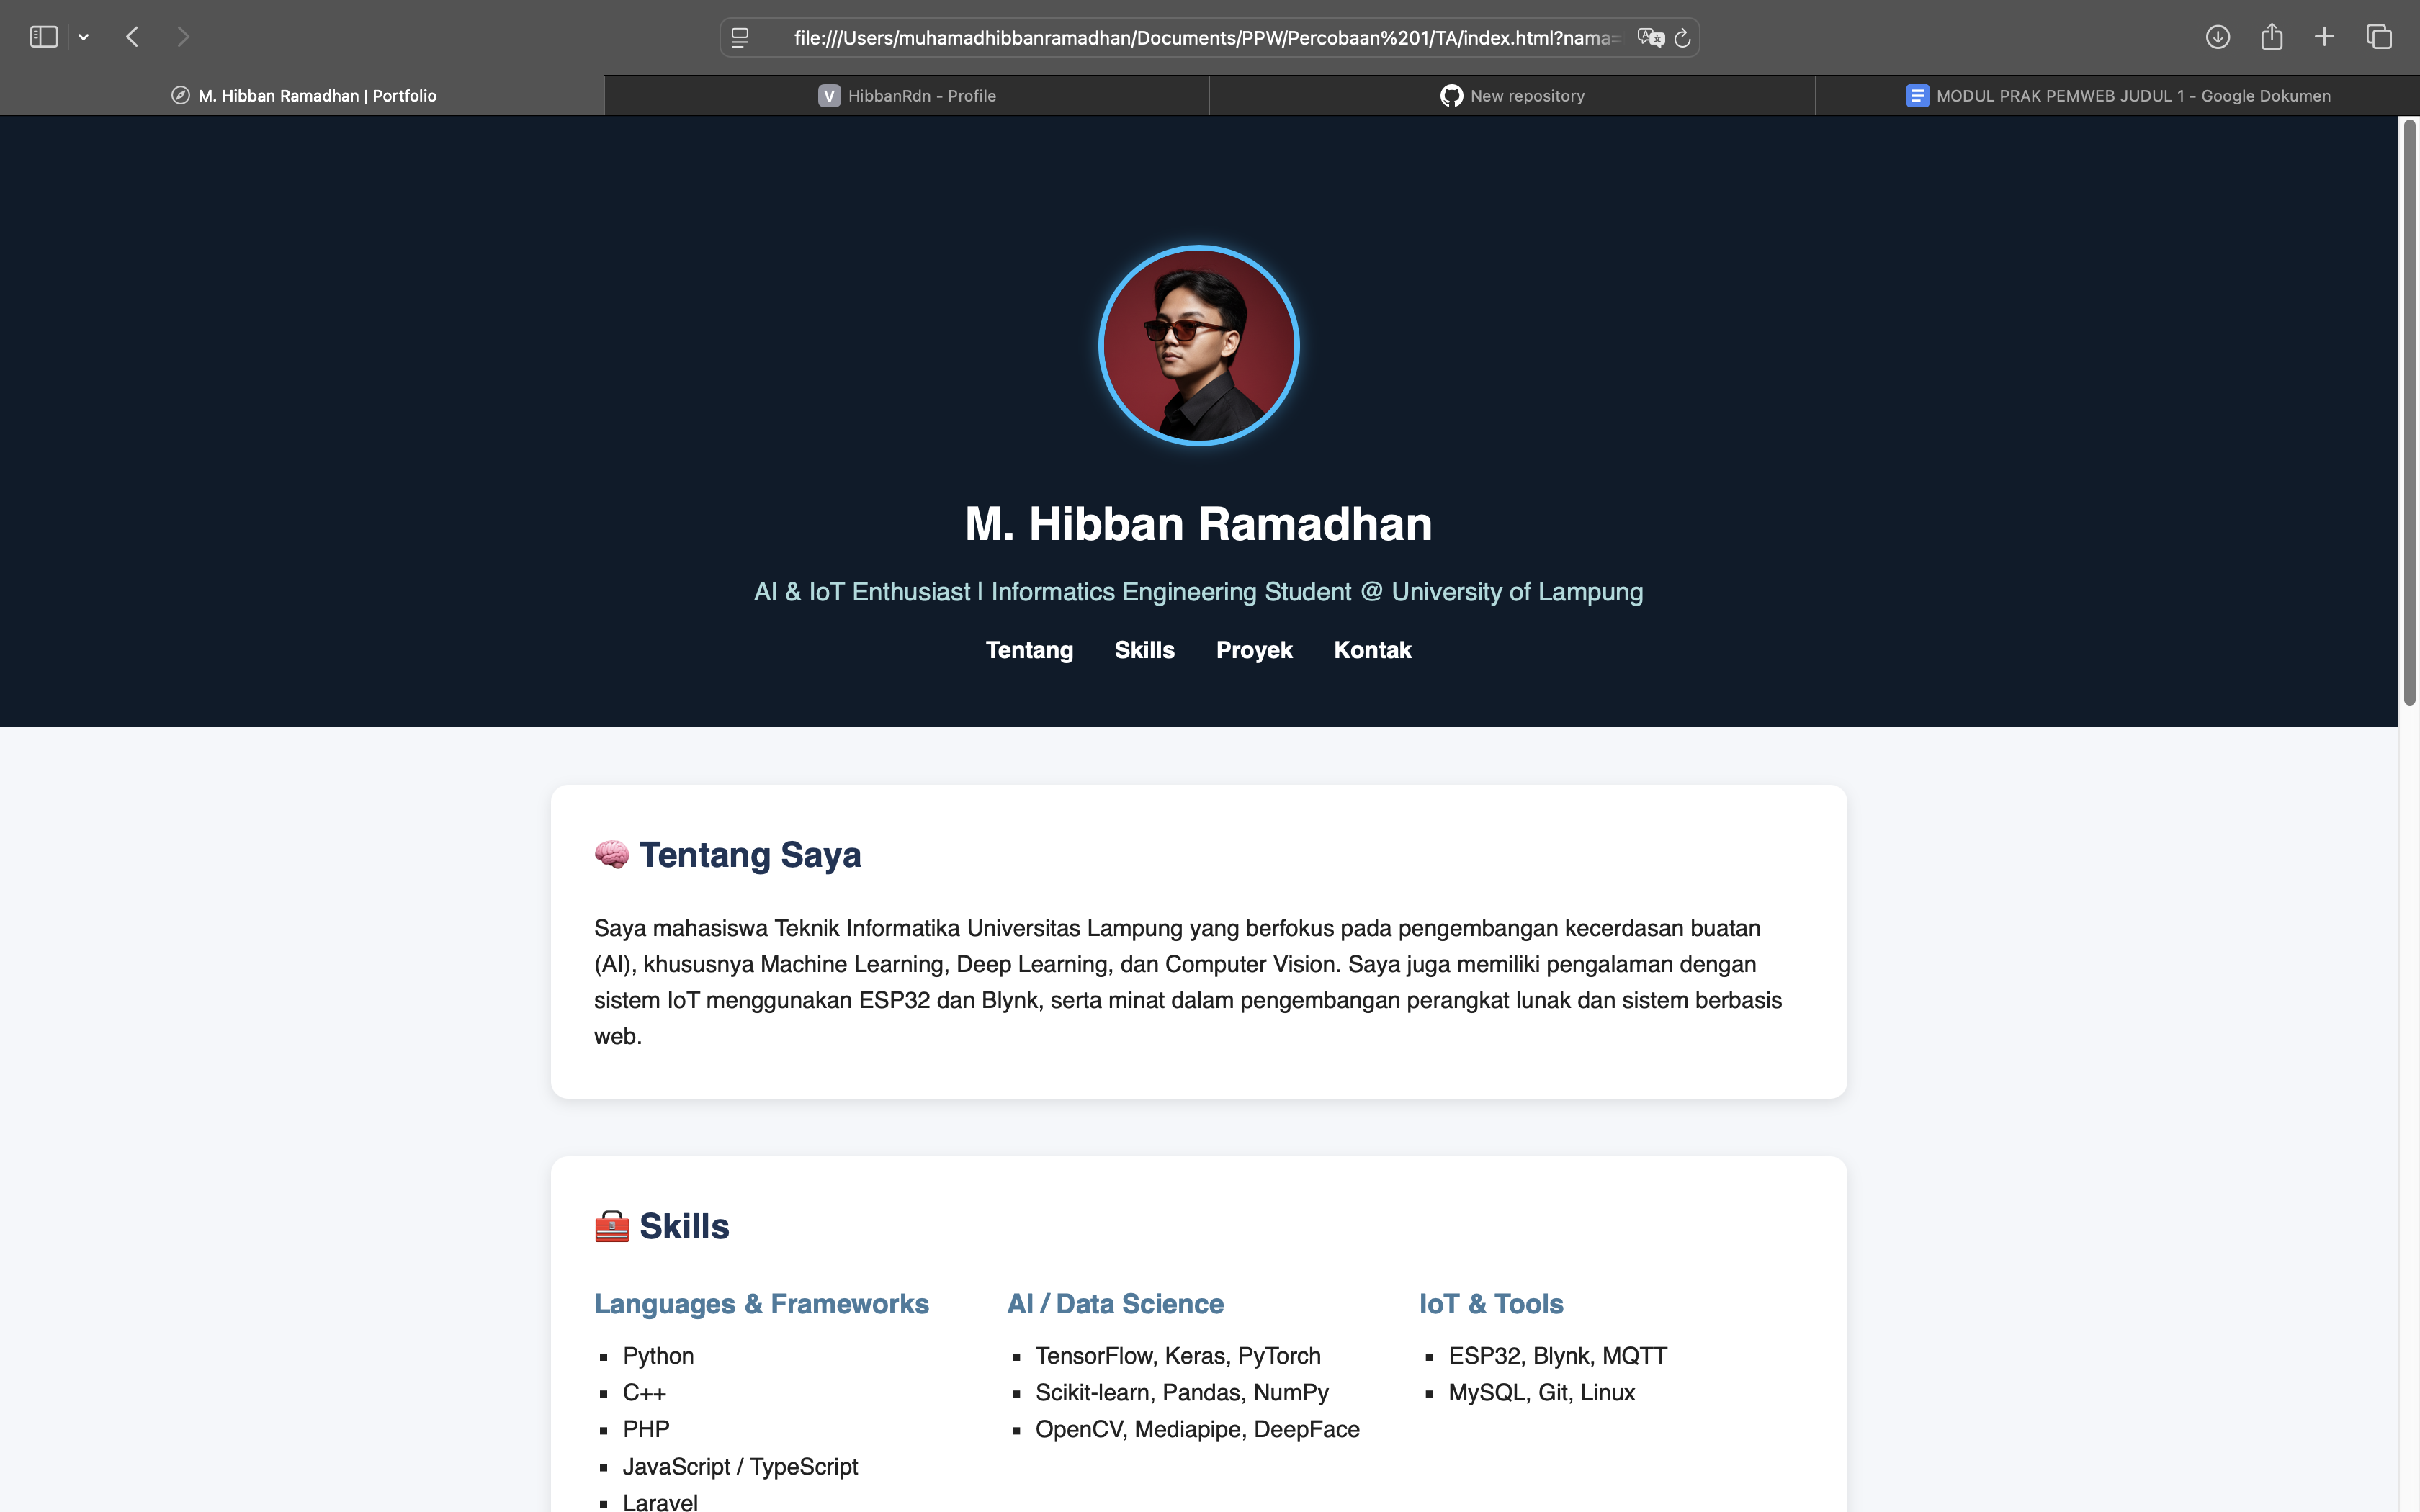 file:///Users/muhamadhibbanramadhan/Documents/PPW/Percobaan%201/TA/index.html?nama=
M. Hibban Ramadhan | Portfolio
V HibbanRdn - Profile
New repository
MODUL PRAK PEMWEB JUDUL 1 - Google Dokumen
M. Hibban Ramadhan
AI & IoT Enthusiast | Informatics Engineering Student @ University of Lampung
Tentang Skills Proyek Kontak
Tentang Saya
Saya mahasiswa Teknik Informatika Universitas Lampung yang berfokus pada pengembangan kecerdasan buatan
(AI), khususnya Machine Learning, Deep Learning, dan Computer Vision. Saya juga memiliki pengalaman dengan
sistem IoT menggunakan ESP32 dan Blynk, serta minat dalam pengembangan perangkat lunak dan sistem berbasis
web.
Skills
Languages & Frameworks
Python
C++
PHP
JavaScript / TypeScript
Laravel
AI / Data Science
TensorFlow, Keras, PyTorch
Scikit-learn, Pandas, NumPy
OpenCV, Mediapipe, DeepFace
IoT & Tools
ESP32, Blynk, MQTT
MySQL, Git, Linux